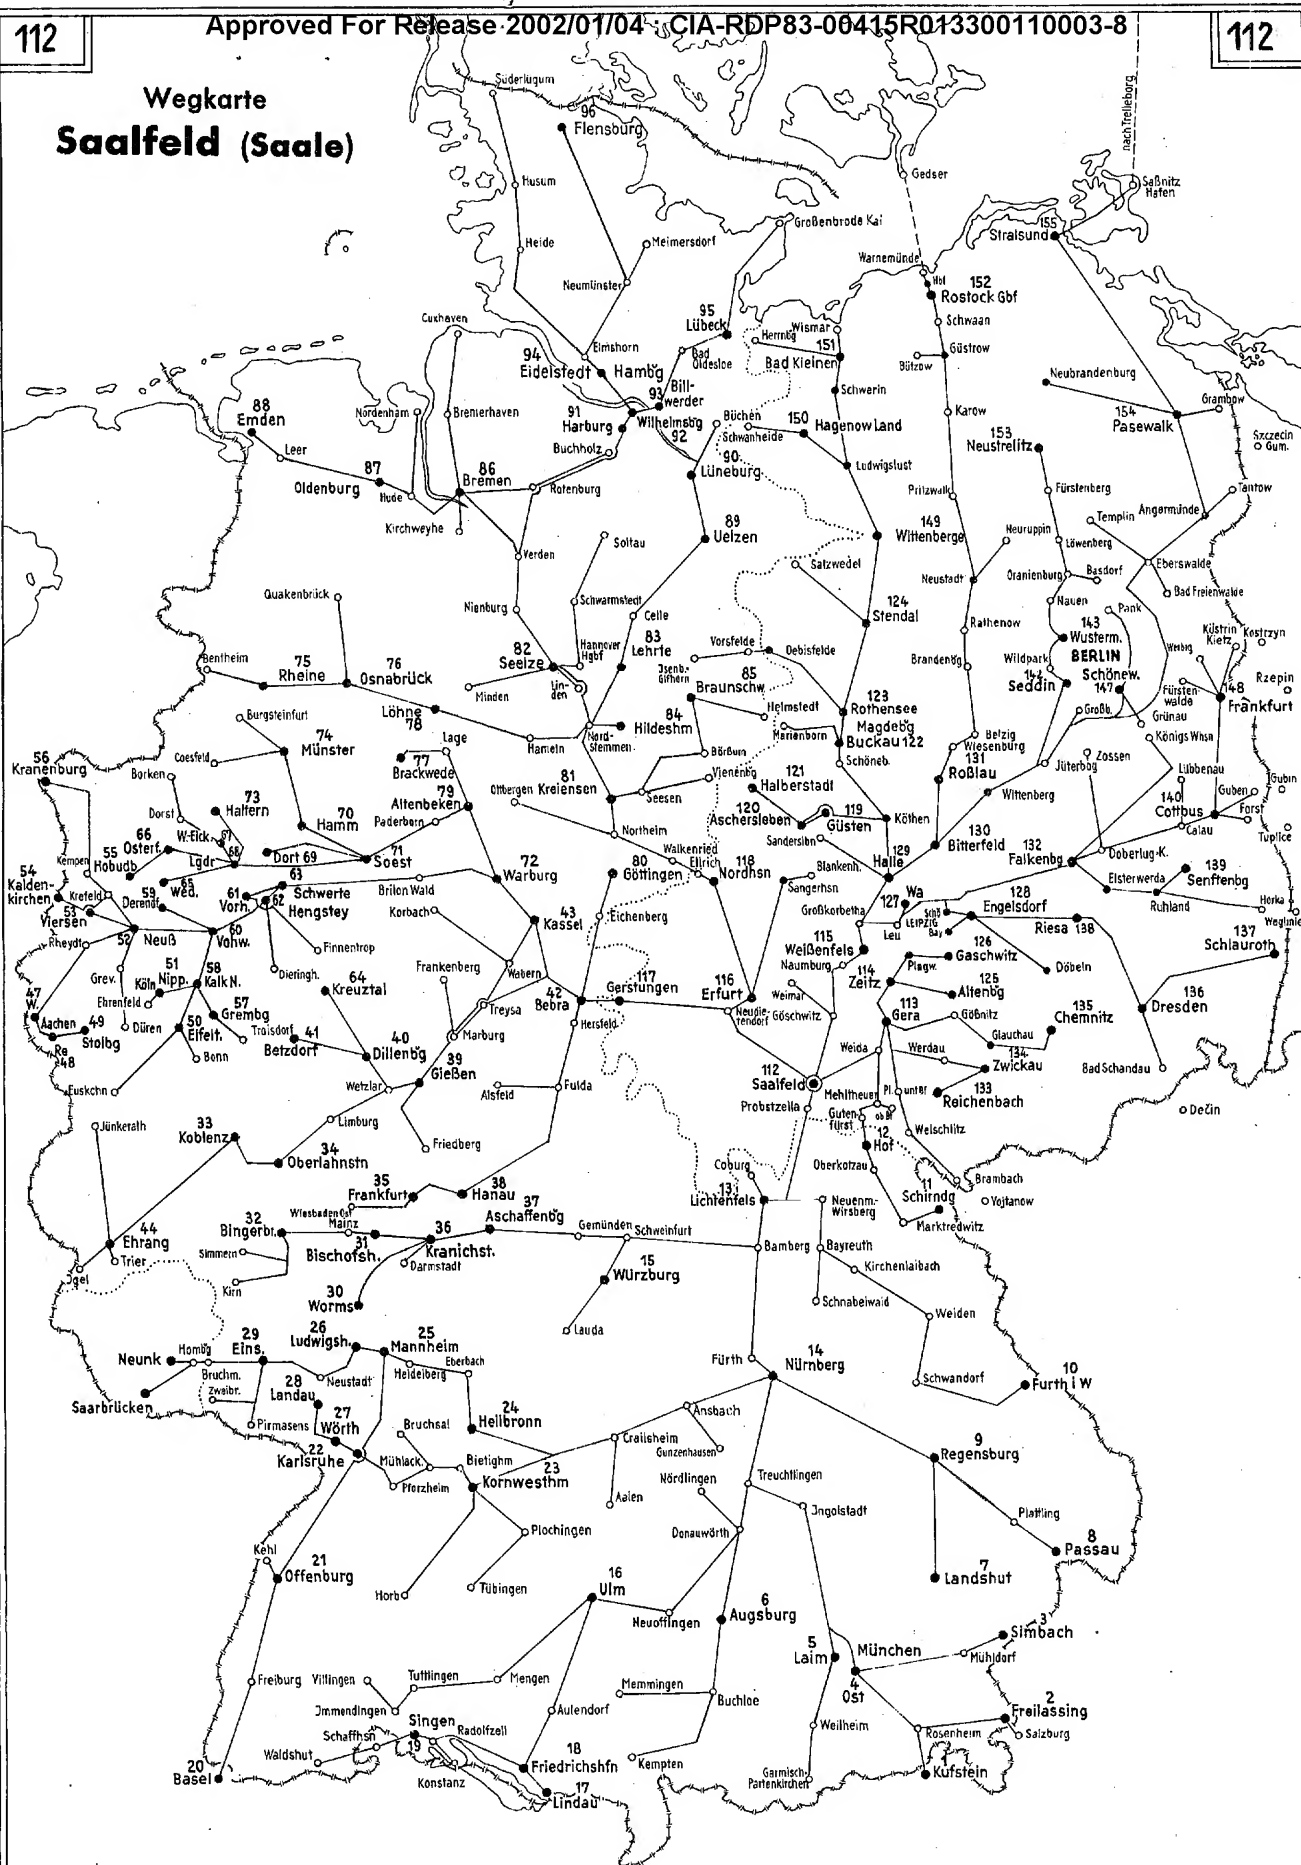 Approved For Release 2002/01/04 : CIA-RDP83-00415R013300110003-8
112
112
Wegkarte
Saalfeld (Saale)
nach Trelleborg
Süderlügum
96
Flensburg
Gedser
Saßnitz
Hafen
Husum
155
Stralsund
Großenbrode Kai
Heide
Meimersdorf
Warnemünde
Hbf
152
Rostock Gbf
Neumünster
95
Lübeck
Schwaan
Cuxhaven
Herrnbg
Wismar
151
Bad Kleinen
Güstrow
Bützow
94
Eidelstedt
Elmshorn
Hambg
Bad
Oldesloe
Neubrandenburg
Schwerin
93
Bill-
werder
88
Emden
Nordenham
91
Harburg
Wilhelmsbg
92
Büchen
Schwanheide
150
Hagenow Land
Karow
153
Neustrelitz
154
Pasewalk
Grambow
Szczecin
Gum.
Leer
Buchholz
90
Lüneburg
Ludwigslust
87
Oldenburg
Hude
86
Bremen
Rotenburg
Pritzwalk
Fürstenberg
Tantow
Angermünde
Kirchweyhe
89
Uelzen
149
Wittenberge
Neuruppin
Templin
Löwenberg
Soltau
Verden
Salzwedel
Neustadt
Oranienburg
Basdorf
Eberswalde
Bad Freienwalde
Quakenbrück
Nienburg
Schwarmstedt
Celle
124
Stendal
Nauen
Pank
143
Wusterm.
Küstrin
Kietz
Kostrzyn
Rathenow
Bentheim
75
Rheine
76
Osnabrück
82
Seelze
Hannover
Hgbf
83
Lehrte
Vorsfelde
Oebisfelde
Isenb.
Gifhorn
Brandenbg
Wildpark
BERLIN
Schönew.
147
Werbig
144
Seddin
Minden
Lin-
den
85
Braunschw.
Helmstedt
123
Rothensee
Magdebg
Buckau 122
Großb.
Fürsten-
walde
148
Frankfurt
Rzepin
Löhne
78
Burgsteinfurt
84
Hildeshm
Marienborn
Grünau
Königs Whsn
Hameln
Nord-
stemmen
Belzig
Wiesenburg
74
Münster
Coesfeld
Lage
77
Brackwede
Börßum
Schöneb.
131
Roßlau
Jüterbog
Zossen
Lübbenau
Guben
Gubin
56
Kranenburg
Borken
79
Altenbeken
81
Kreiensen
Ottbergen
Seesen
Vienenbg
121
Halberstadt
Wittenberg
140
Cottbus
Forst
Tuplice
Dorst
73
Haltern
70
Hamm
Paderborn
Northeim
120
Aschersleben
119
Güsten
Köthen
Calau
W.-Eick.
67
66
Osterf.
Sandersibn
130
Bitterfeld
132
Falkenbg
Doberlug-K.
Kempen
55
Hobudb
68
Lgdr
Dort 69
71
Soest
72
Warburg
Walkenried
Ellrich
80
Göttingen
118
Nordhsn
Blankenh.
Sangerhsn
129
Halle
Elsterwerda
139
Senftenbg
Ruhland
Horka
Węgliniec
54
Kalden-
kirchen
Krefeld
65
Wed.
59
Derendf
61
Vorh.
63
Schwerte
62
Hengstey
Brilon Wald
Korbach
Eichenberg
43
Kassel
Großkorbetha
127
Wa
128
Engelsdorf
Schö
LEIPZIG
Bay
Leu
Riesa 138
53
Viersen
Rheydt
52
Neuß
60
Vohw.
Finnentrop
115
Weißenfels
126
Gaschwitz
137
Schlauroth
Grev.
Dieringh.
Frankenberg
Wabern
Naumburg
Plagw.
Döbeln
Köln
51
Nipp.
58
Kalk N.
64
Kreuztal
117
Gerstungen
116
Erfurt
Weimar
114
Zeitz
125
Altenbg
136
Dresden
47
W.
Ehrenfeld
57
Grembg
Treysa
42
Bebra
Neudie-
tendorf
Göschwitz
113
Gera
Gößnitz
135
Chemnitz
Aachen
49
Stolbg
Düren
50
Eifelt.
Troisdorf
41
Betzdorf
40
Dillenbg
Marburg
Hersfeld
Glauchau
Re
48
Bonn
39
Gießen
Weida
Werdau
134
Zwickau
Bad Schandau
112
Saalfeld
Euskchn
Wetzlar
Alsfeld
Fulda
Mehltheuer
Pl. unter
133
Reichenbach
Děčín
Limburg
Probstzella
ob Bf
Guten-
fürst
Jünkerath
33
Koblenz
Friedberg
12
Hof
Weischlitz
34
Oberlahnstn
Coburg
Oberkotzau
Brambach
35
Frankfurt
38
Hanau
13
Lichtenfels
11
Schirndg
Vojtanow
Wiesbaden Ost
Mainz
37
Aschaffenbg
Neuenm.-
Wirsberg
Marktredwitz
32
Bingerbr.
36
Kranichst.
Gemünden
Schweinfurt
44
Ehrang
Simmern
31
Bischofsh.
Darmstadt
Bamberg
Bayreuth
Trier
Igel
Kirchenlaibach
Kirn
15
Würzburg
30
Worms
Schnabelwaid
Weiden
Lauda
26
Ludwigsh.
25
Mannheim
29
Eins.
Neunk
Hombg
Bruchm.
Eberbach
Heidelberg
Fürth
14
Nürnberg
10
Furth i W
Schwandorf
28
Landau
Neustadt
Zweibr.
Saarbrücken
Pirmasens
27
Wörth
24
Heilbronn
Ansbach
Bruchsal
Crailsheim
Gunzenhausen
9
Regensburg
22
Karlsruhe
Mühlack.
Bietighm
23
Kornwesthm
Nördlingen
Treuchtlingen
Pforzheim
Aalen
Ingolstadt
Plattling
Plochingen
Donauwörth
8
Passau
Kehl
21
Offenburg
Horb
Tübingen
16
Ulm
7
Landshut
Neuoffingen
6
Augsburg
3
Simbach
5
Laim
München
4
Ost
Mühldorf
Freiburg
Villingen
Tuttlingen
Mengen
Memmingen
Buchloe
2
Freilassing
Immendingen
Aulendorf
Singen
19
Radolfzell
Weilheim
Rosenheim
Salzburg
Schaffhsn
Waldshut
20
Basel
18
Friedrichshfn
Kempten
Garmisch-
Partenkirchen
1
Kufstein
Konstanz
17
Lindau
Bremerhaven